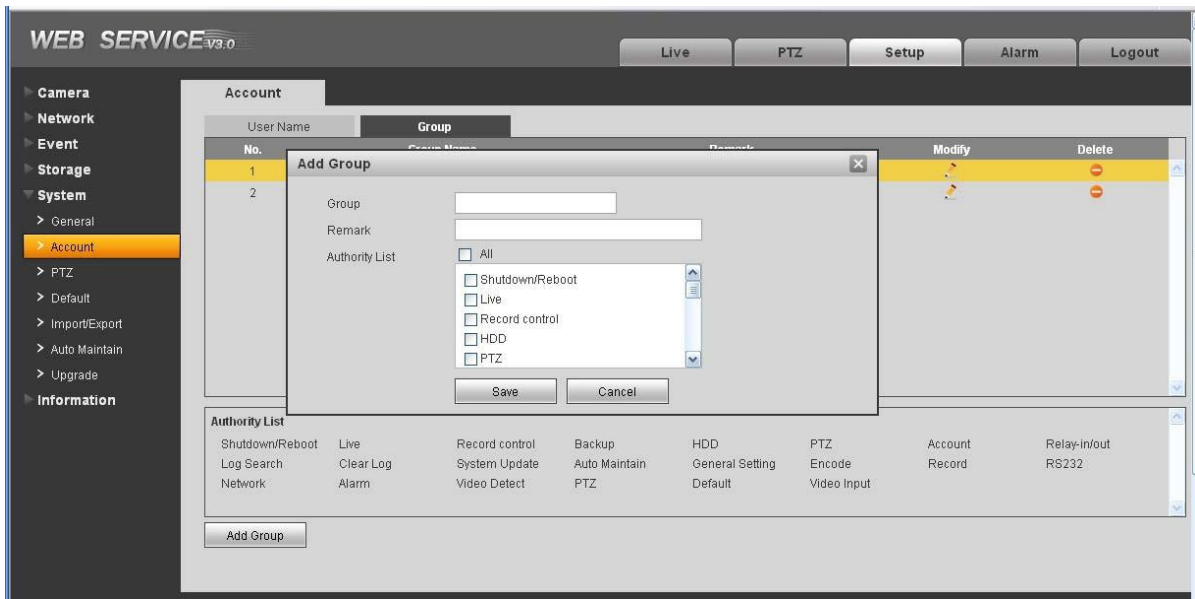 WEB SERVICE V3.0
Live PTZ Setup Alarm Logout
Camera
Network
Event
Storage
System
General
Account
PTZ
Default
Import/Export
Auto Maintain
Upgrade
Information
Account
User Name Group
No. Group Name Remark Modify Delete
1
2
Add Group
Group
Remark
Authority List All
Shutdown/Reboot
Live
Record control
HDD
PTZ
Save Cancel
Authority List
Shutdown/Reboot Live Record control Backup HDD PTZ Account Relay-in/out
Log Search Clear Log System Update Auto Maintain General Setting Encode Record RS232
Network Alarm Video Detect PTZ Default Video Input
Add Group